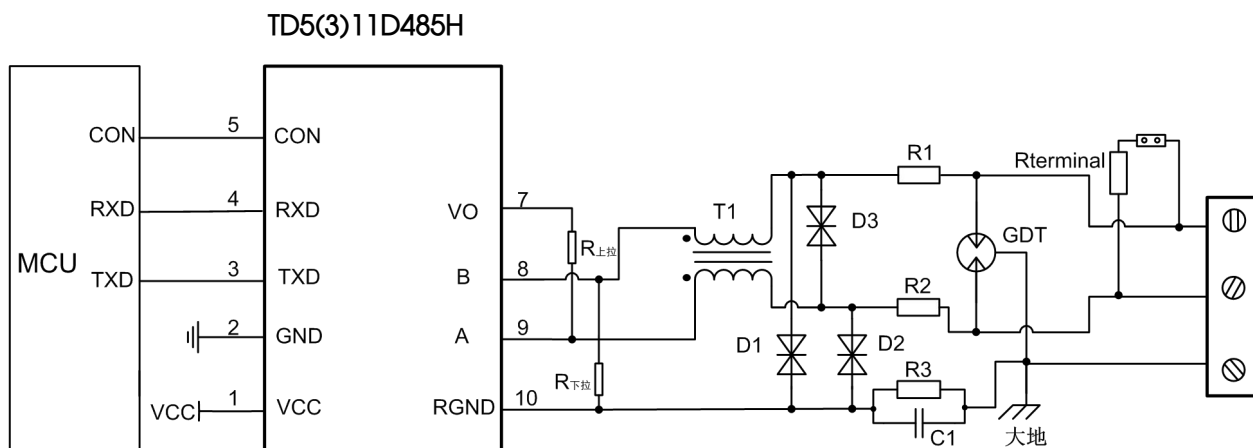 TD5(3)11D485H
MCU
CON
RXD
TXD
VCC
5
4
3
2
1
CON
RXD
TXD
GND
VCC
VO
B
A
RGND
7
8
9
10
R上拉
R下拉
T1
D1
D3
D2
R1
R2
R3
C1
GDT
大地
Rterminal